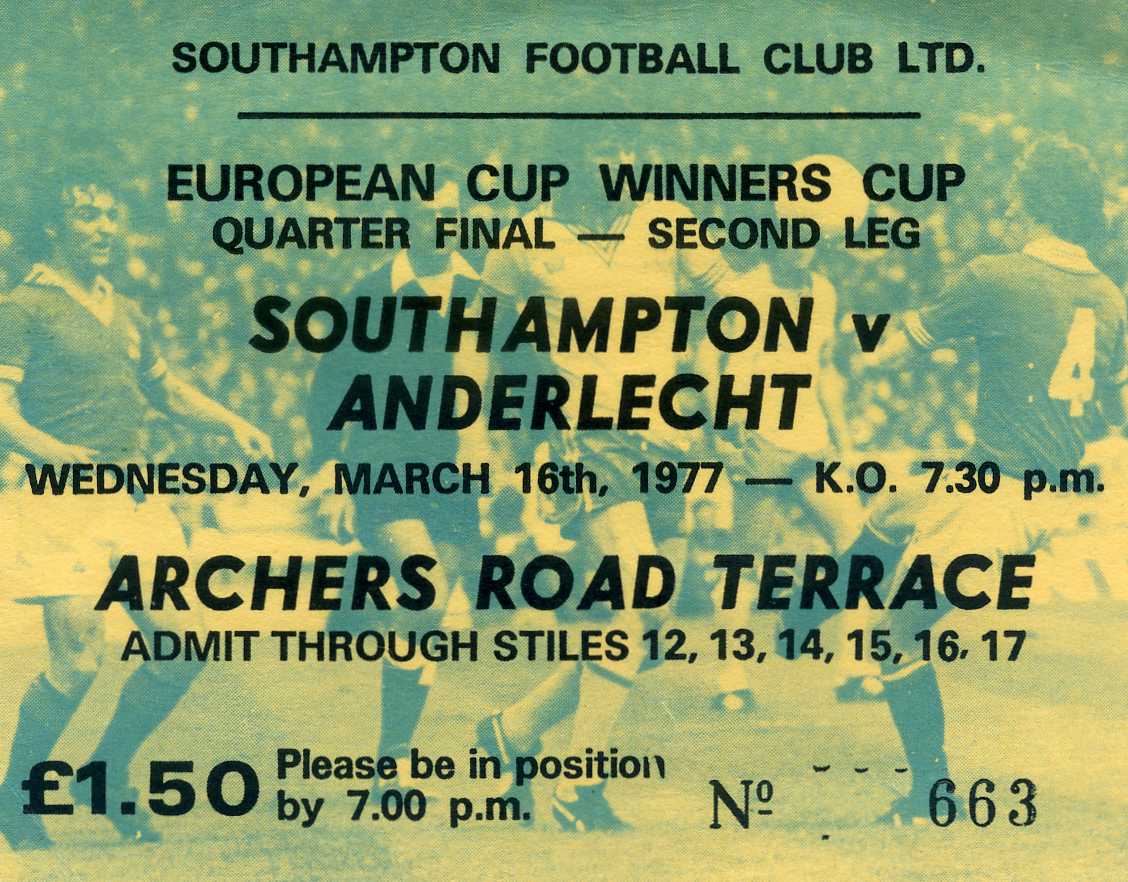 SOUTHAMPTON FOOTBALL CLUB LTD.
EUROPEAN CUP WINNERS CUP
QUARTER FINAL — SECOND LEG
SOUTHAMPTON v
ANDERLECHT
WEDNESDAY, MARCH 16th, 1977 — K.O. 7.30 p.m.
ARCHERS ROAD TERRACE
ADMIT THROUGH STILES 12, 13, 14, 15, 16, 17
£1.50 Please be in position
by 7.00 p.m.
Nº 663
4